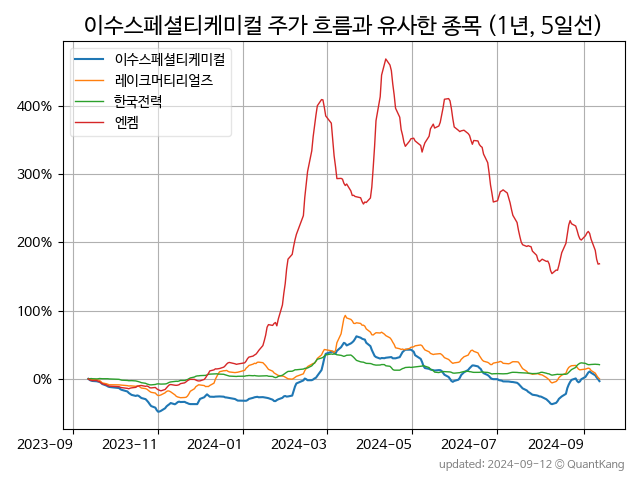 이수스페셜티케미컬 주가 흐름과 유사한 종목 (1년, 5일선)
이수스페셜티케미컬
레이크머티리얼즈
한국전력
엔켐
400%
300%
200%
100%
0%
2023-09
2023-11
2024-01
2024-03
2024-05
2024-07
2024-09
updated: 2024-09-12 © QuantKang